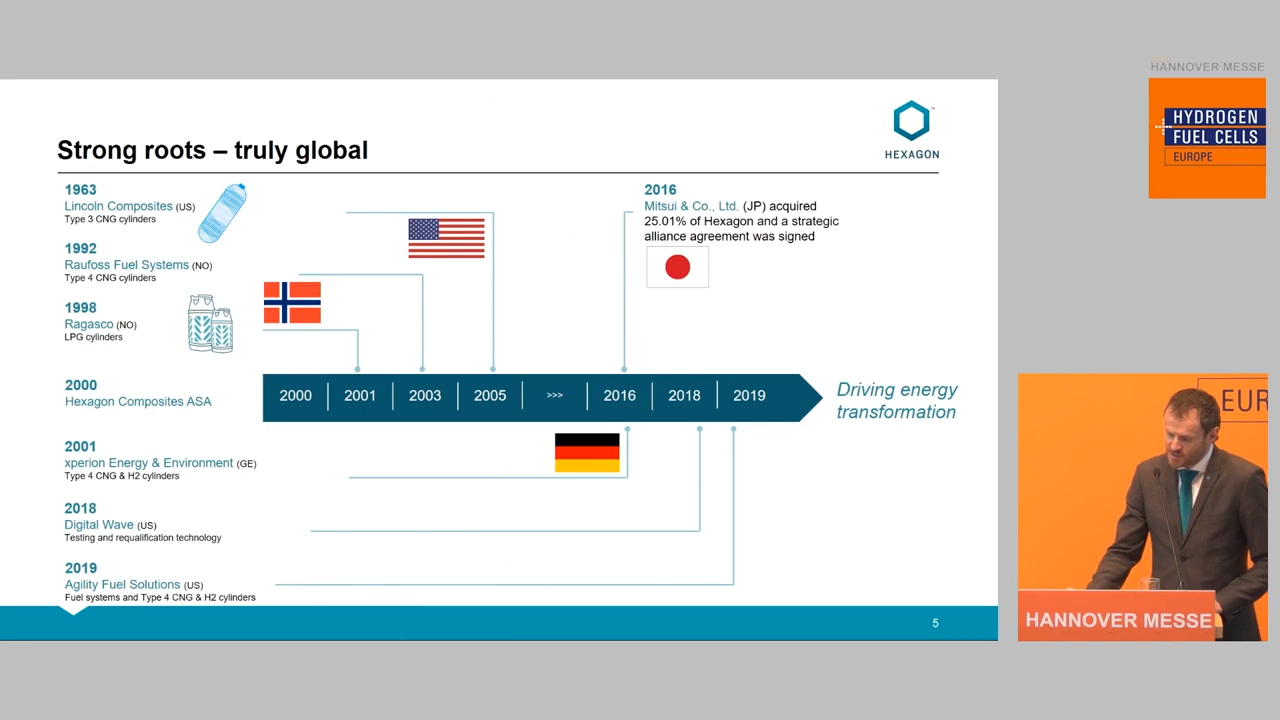 Strong roots – truly global
HEXAGON
1963
Lincoln Composites (US)
Type 3 CNG cylinders
1992
Raufoss Fuel Systems (NO)
Type 4 CNG cylinders
1998
Ragasco (NO)
LPG cylinders
2016
Mitsui & Co., Ltd. (JP) acquired
25.01% of Hexagon and a strategic
alliance agreement was signed
2000
Hexagon Composites ASA
2000 2001 2003 2005 >>> 2016 2018 2019
Driving energy
transformation
2001
xperion Energy & Environment (GE)
Type 4 CNG & H2 cylinders
2018
Digital Wave (US)
Testing and requalification technology
2019
Agility Fuel Solutions (US)
Fuel systems and Type 4 CNG & H2 cylinders
5
HANNOVER MESSE
HYDROGEN
FUEL CELLS
EUROPE
EUR
HANNOVER MESSE